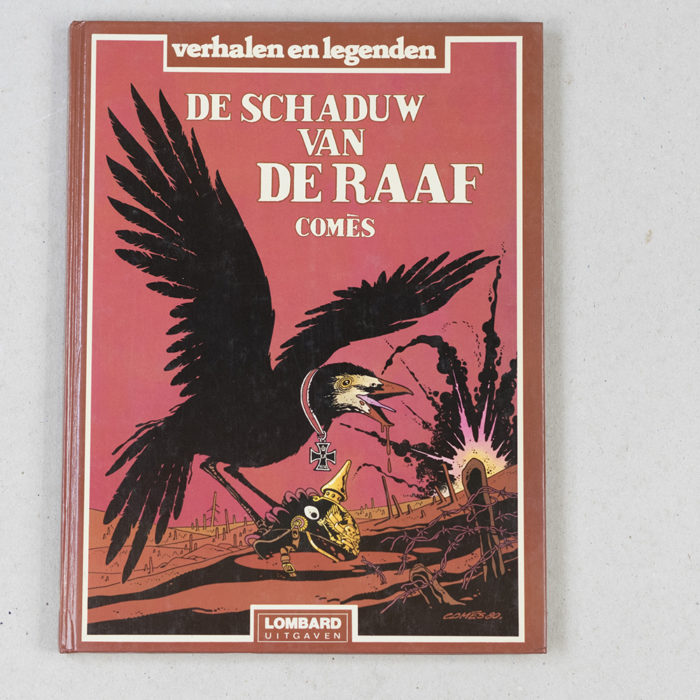 verhalen en legenden
DE SCHADUW
VAN
DE RAAF
COMÈS
COMÈS 80.
LOMBARD
UITGAVEN